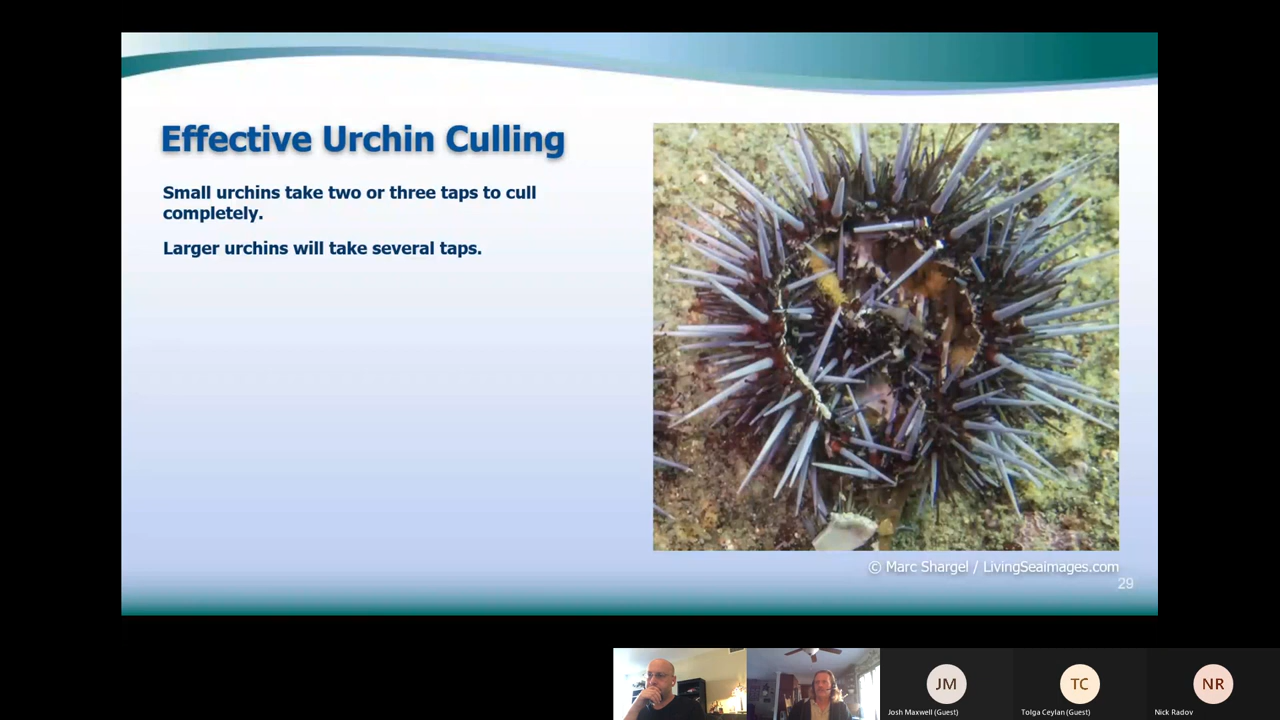 Effective Urchin Culling
Small urchins take two or three taps to cull
completely.
Larger urchins will take several taps.
© Marc Shargel / LivingSeaimages.com
29
JM
TC
NR
Josh Maxwell (Guest)
Tolga Ceylan (Guest)
Nick Radov